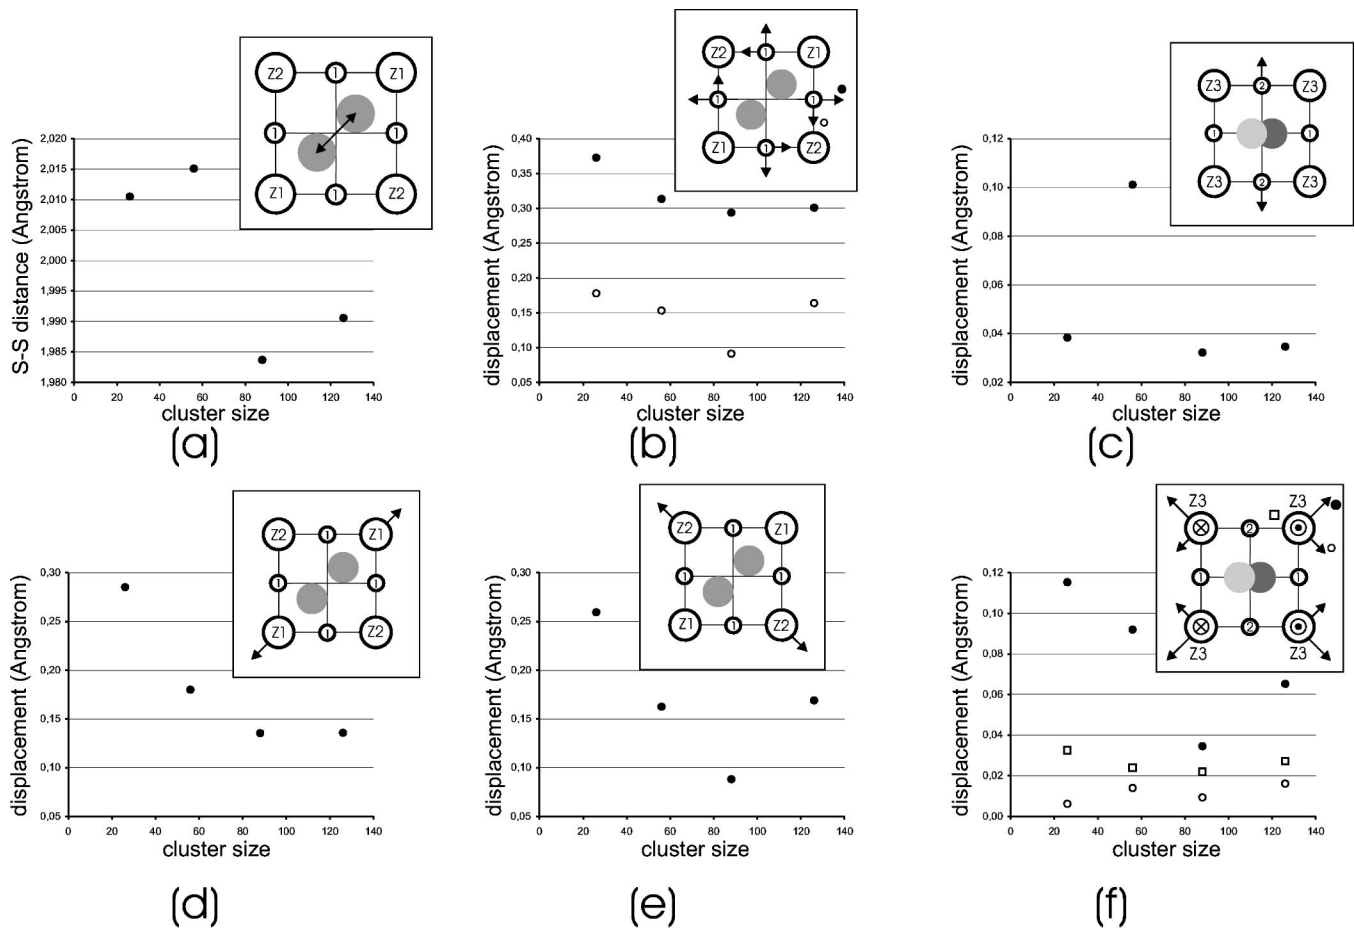 Z2 1 Z1
1 1
Z1 1 Z2
2,020
2,015
2,010
2,005
2,000
1,995
1,990
1,985
1,980
S-S distance (Angstrom)
0 20 40 60 80 100 120 140
cluster size
(a)
Z2 1 Z1
1 1
Z1 1 Z2
0,40
0,35
0,30
0,25
0,20
0,15
0,10
0,05
displacement (Angstrom)
0 20 40 60 80 100 120 140
cluster size
(b)
Z3 2 Z3
1 1
Z3 2 Z3
0,12
0,10
0,08
0,06
0,04
0,02
displacement (Angstrom)
0 20 40 60 80 100 120 140
cluster size
(c)
Z2 1 Z1
1 1
Z1 1 Z2
0,30
0,25
0,20
0,15
0,10
0,05
displacement (Angstrom)
0 20 40 60 80 100 120 140
cluster size
(d)
Z2 1 Z1
1 1
Z1 1 Z2
0,30
0,25
0,20
0,15
0,10
0,05
displacement (Angstrom)
0 20 40 60 80 100 120 140
cluster size
(e)
Z3 Z3
2
1 1
2
Z3 Z3
0,12
0,10
0,08
0,06
0,04
0,02
0,00
displacement (Angstrom)
0 20 40 60 80 100 120 140
cluster size
(f)